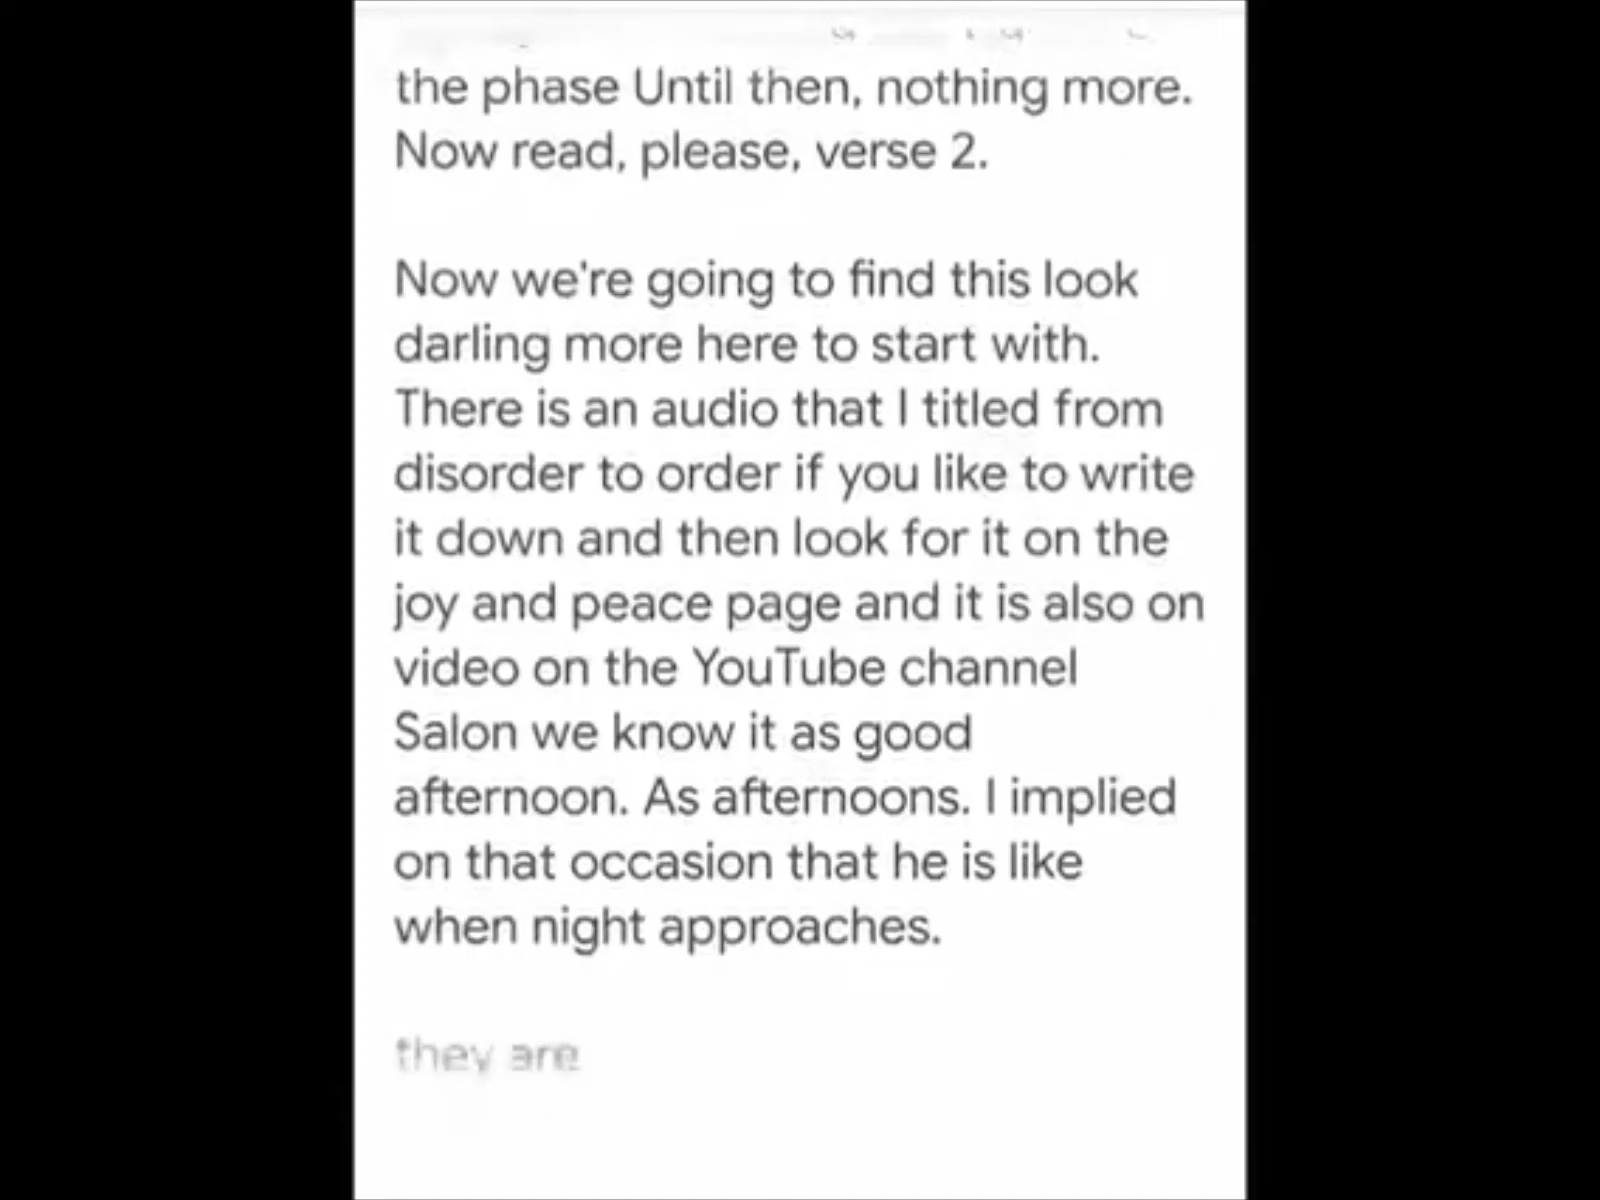 the phase Until then, nothing more.
Now read, please, verse 2.
Now we're going to find this look
darling more here to start with.
There is an audio that I titled from
disorder to order if you like to write
it down and then look for it on the
joy and peace page and it is also on
video on the YouTube channel
Salon we know it as good
afternoon. As afternoons. I implied
on that occasion that he is like
when night approaches.
they are